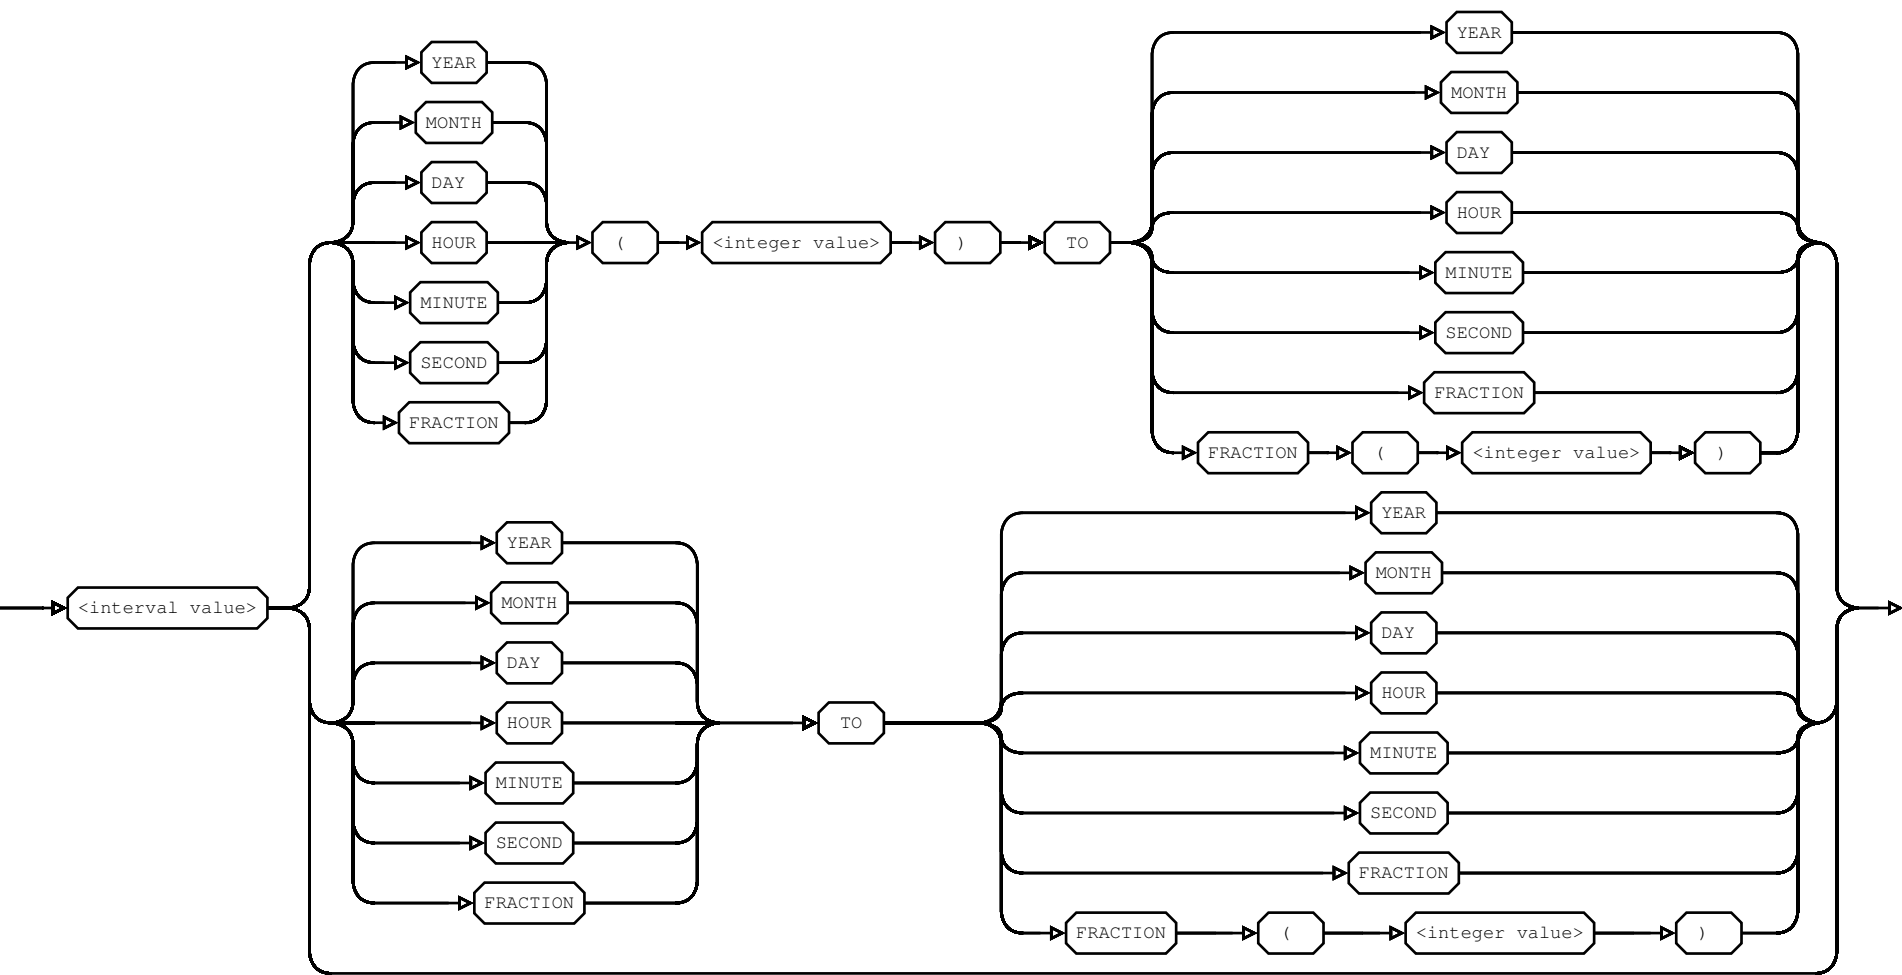 YEAR
YEAR
MONTH
MONTH
DAY
DAY
HOUR ( <integer value> ) TO
HOUR
MINUTE
MINUTE
SECOND
SECOND
FRACTION
FRACTION
FRACTION ( <integer value> )
<interval value>
YEAR
YEAR
MONTH
MONTH
DAY
DAY
HOUR TO
HOUR
MINUTE
MINUTE
SECOND
SECOND
FRACTION
FRACTION
FRACTION ( <integer value> )